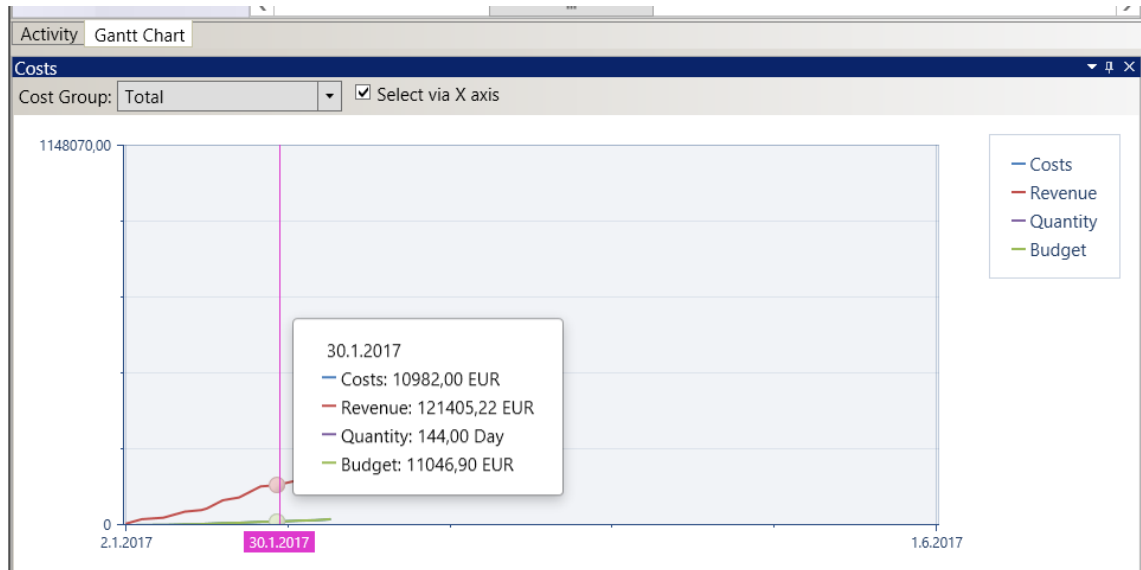 Activity Gantt Chart
Costs
Cost Group: Total Select via X axis
1148070,00
Costs
Revenue
Quantity
Budget
30.1.2017
Costs: 10982,00 EUR
Revenue: 121405,22 EUR
Quantity: 144,00 Day
Budget: 11046,90 EUR
0
2.1.2017 30.1.2017 1.6.2017